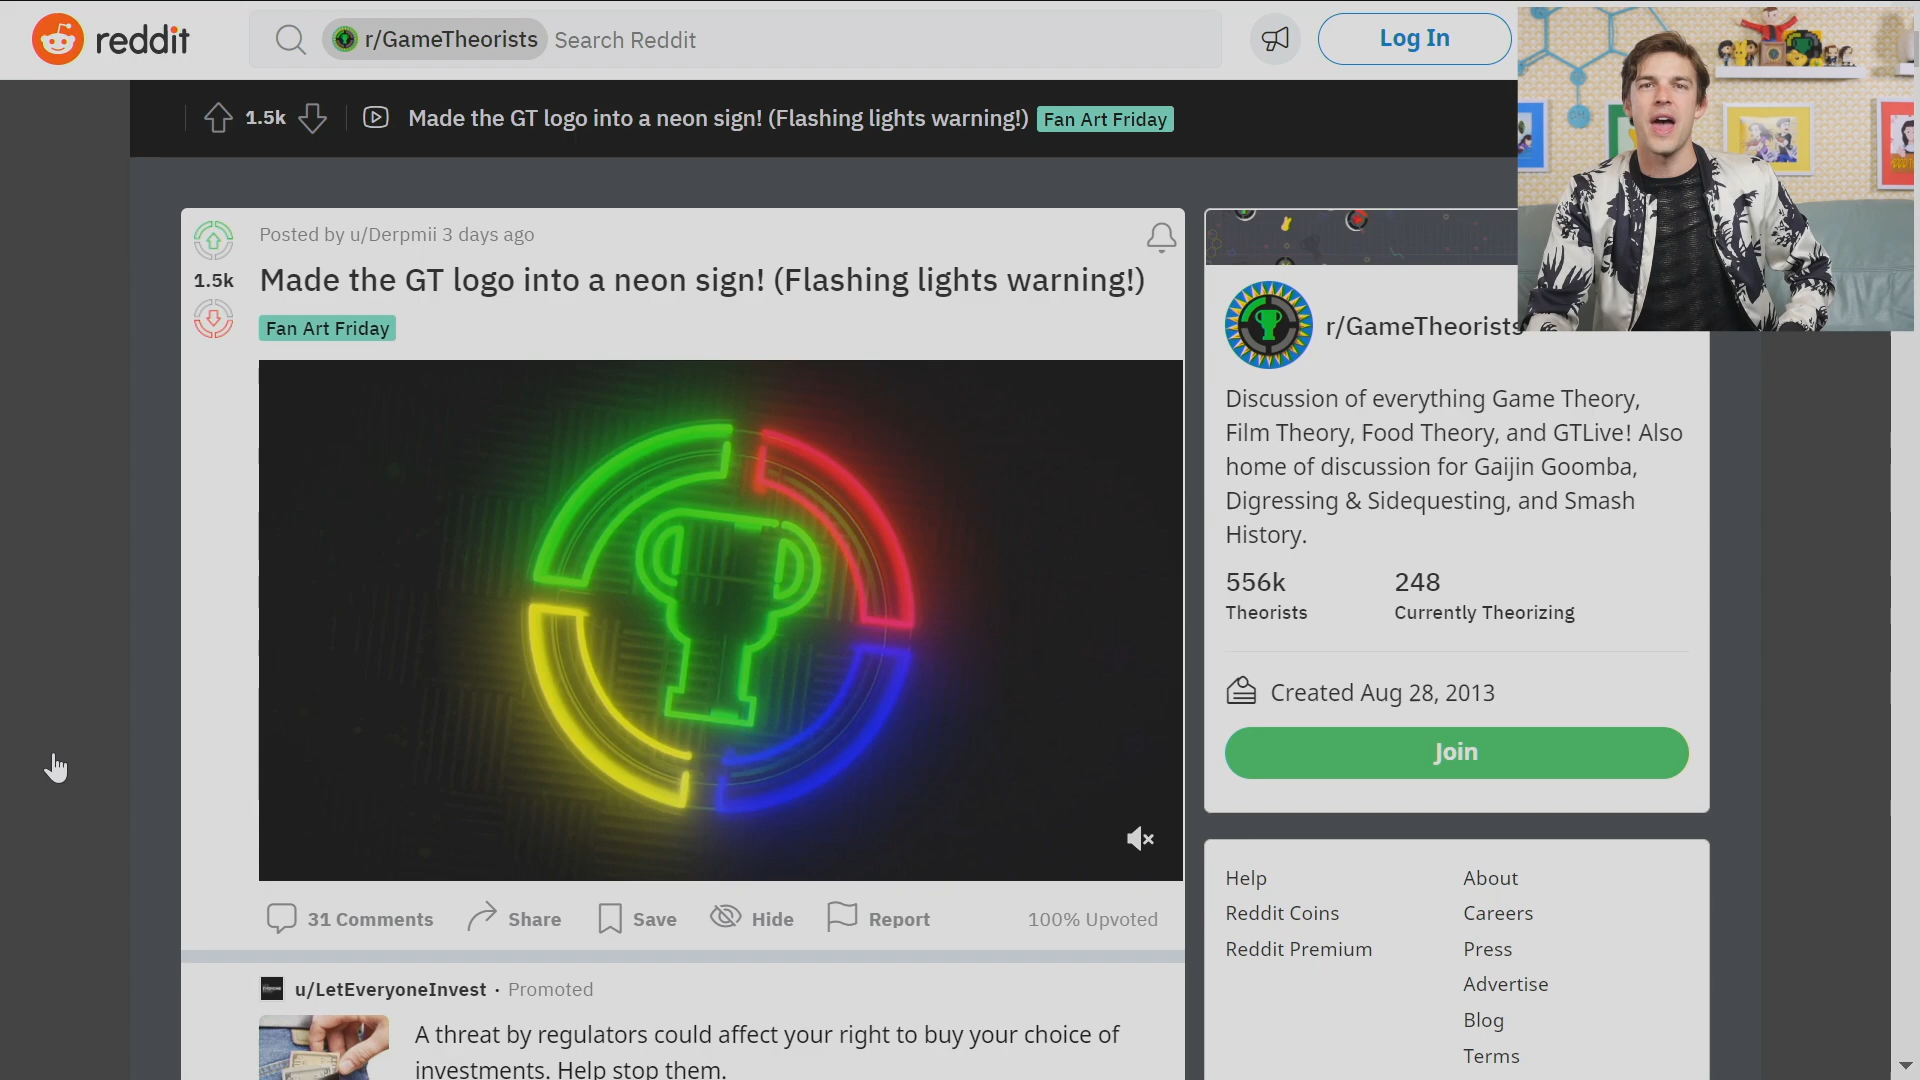 reddit
r/GameTheorists
Search Reddit
Log In
1.5k
Made the GT logo into a neon sign! (Flashing lights warning!)
Fan Art Friday
Posted by u/Derpmii 3 days ago
1.5k
Made the GT logo into a neon sign! (Flashing lights warning!)
Fan Art Friday
31 Comments
Share
Save
Hide
Report
100% Upvoted
u/LetEveryoneInvest · Promoted
A threat by regulators could affect your right to buy your choice of
investments. Help stop them.
r/GameTheorists
Discussion of everything Game Theory,
Film Theory, Food Theory, and GTLive! Also
home of discussion for Gaijin Goomba,
Digressing & Sidequesting, and Smash
History.
556k
Theorists
248
Currently Theorizing
Created Aug 28, 2013
Join
Help
Reddit Coins
Reddit Premium
About
Careers
Press
Advertise
Blog
Terms